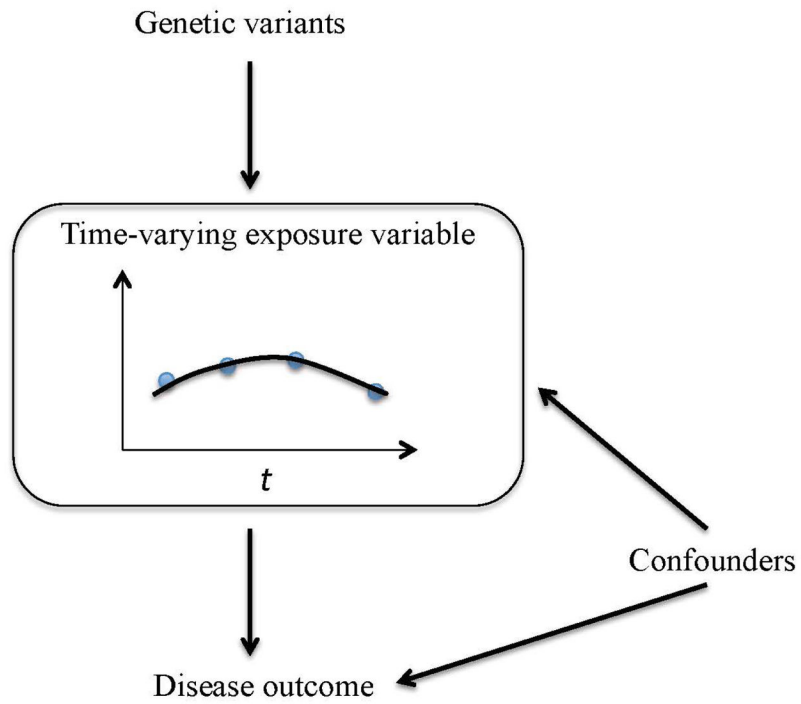 Genetic variants
Time-varying exposure variable
t
Confounders
Disease outcome